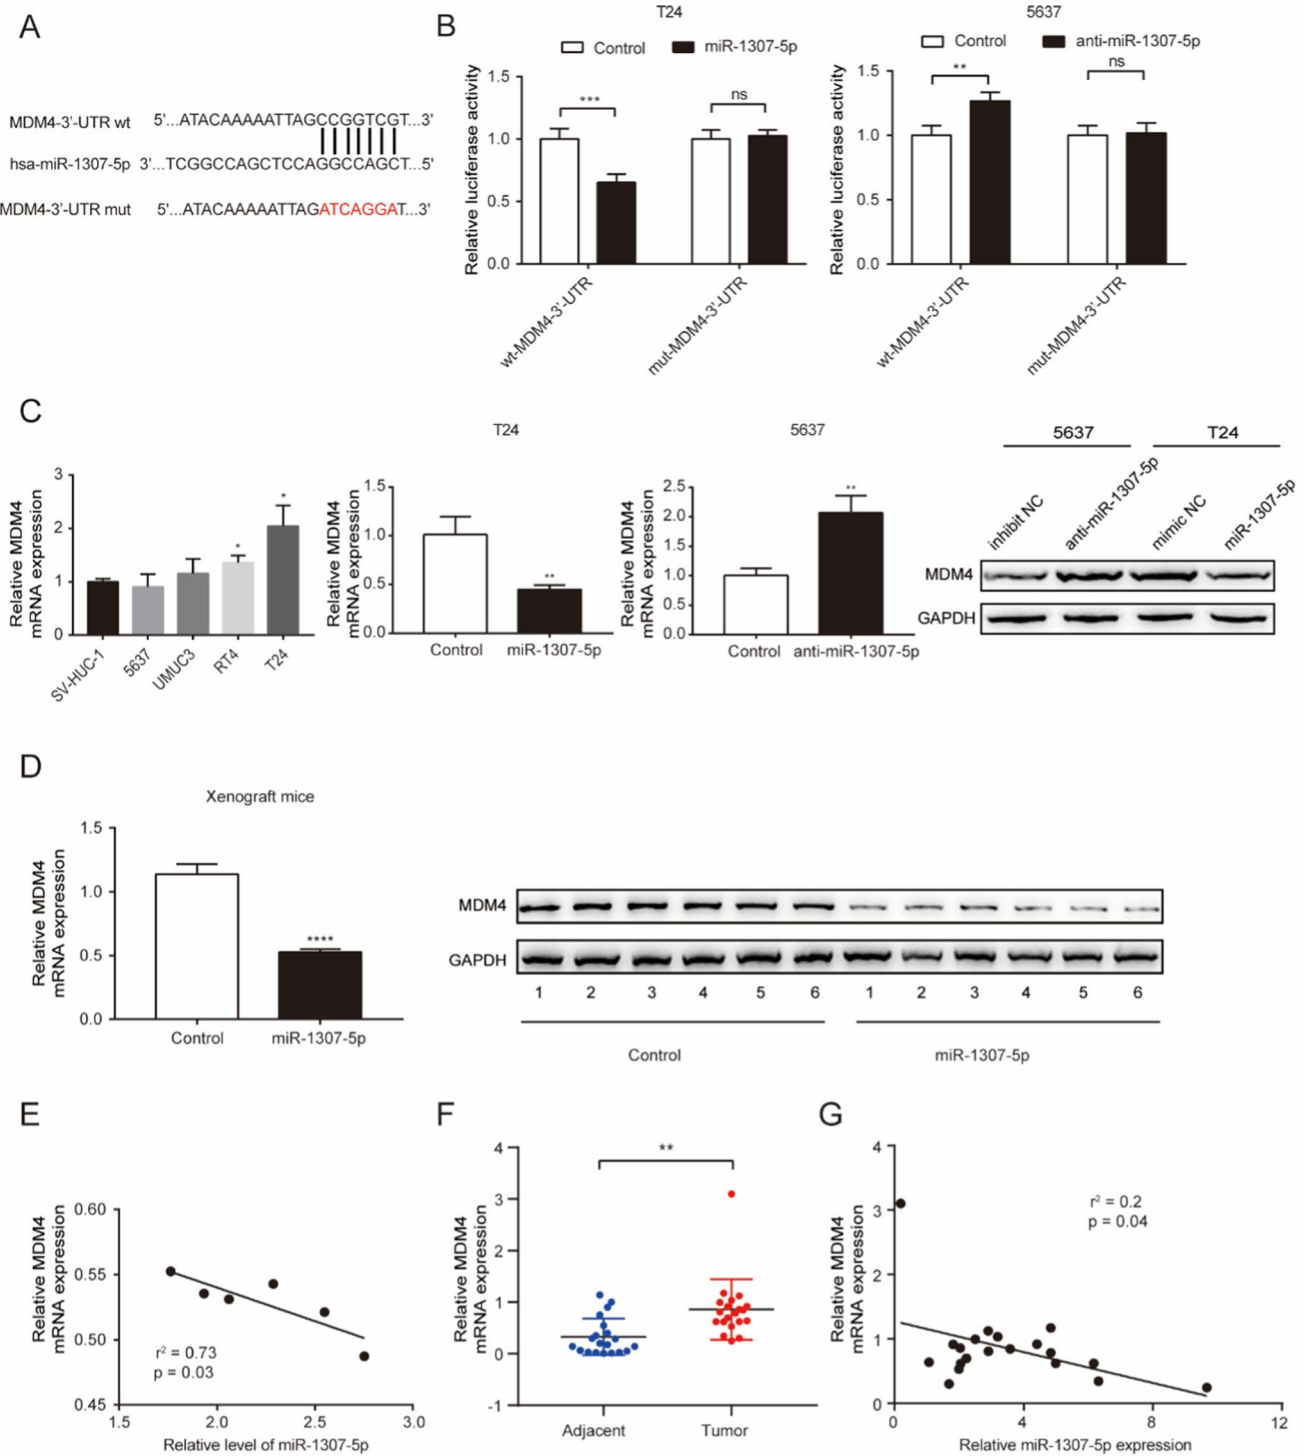 A
MDM4-3'-UTR wt 5'...ATACAAAAATTAGCCGGTCGT...3'
hsa-miR-1307-5p 3'...TCGGCCAGCTCCAGGCCAGCT...5'
MDM4-3'-UTR mut 5'...ATACAAAAATTAGATCAGGAT...3'
B
T24
Control miR-1307-5p
Relative luciferase activity
1.5
1.0
0.5
0.0
***
ns
wt-MDM4-3'-UTR
mut-MDM4-3'-UTR
5637
Control anti-miR-1307-5p
Relative luciferase activity
1.5
1.0
0.5
0.0
**
ns
wt-MDM4-3'-UTR
mut-MDM4-3'-UTR
C
Relative MDM4
mRNA expression
3
2
1
0
*
*
SV-HUC-1
5637
UMUC3
RT4
T24
T24
Relative MDM4
mRNA expression
1.5
1.0
0.5
0.0
**
Control miR-1307-5p
5637
Relative MDM4
mRNA expression
2.5
2.0
1.5
1.0
0.5
0.0
**
Control anti-miR-1307-5p
5637 T24
inhibit NC
anti-miR-1307-5p
mimic NC
miR-1307-5p
MDM4
GAPDH
D
Xenograft mice
Relative MDM4
mRNA expression
1.5
1.0
0.5
0.0
****
Control miR-1307-5p
MDM4
GAPDH
1 2 3 4 5 6 1 2 3 4 5 6
Control miR-1307-5p
E
Relative MDM4
mRNA expression
0.60
0.55
0.50
0.45
r² = 0.73
p = 0.03
1.5 2.0 2.5 3.0
Relative level of miR-1307-5p
F
Relative MDM4
mRNA expression
4
3
2
1
0
-1
**
Adjacent Tumor
G
Relative MDM4
mRNA expression
4
3
2
1
0
r² = 0.2
p = 0.04
0 4 8 12
Relative miR-1307-5p expression